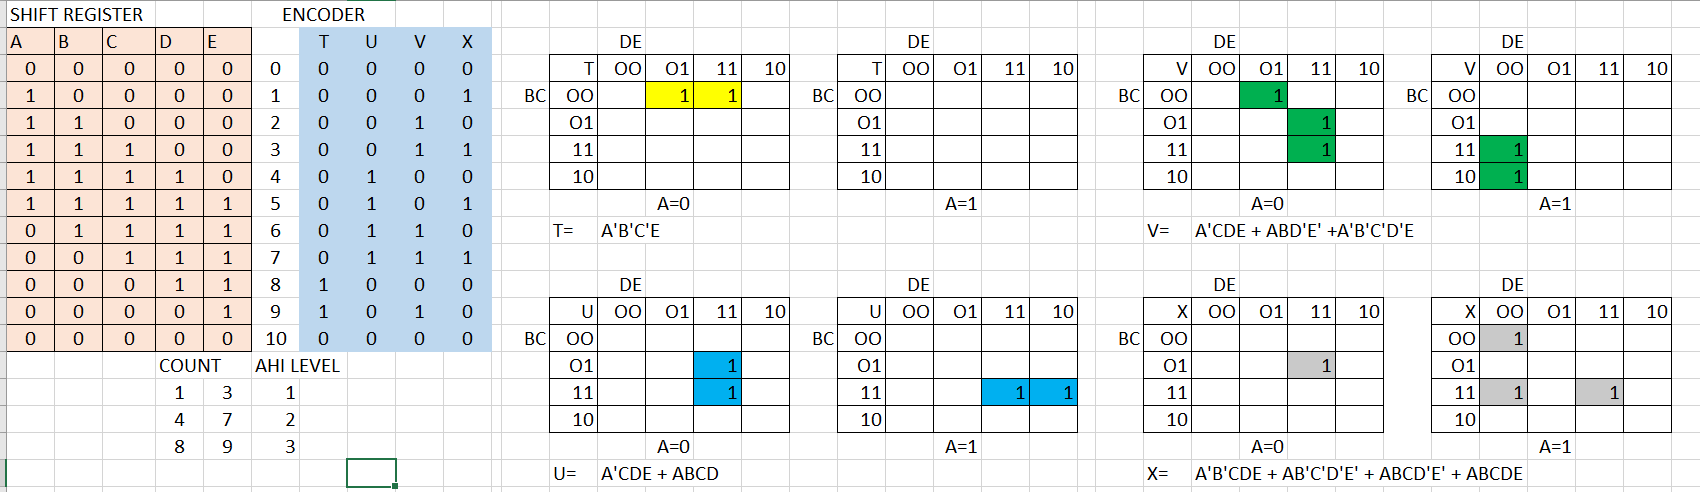 SHIFT REGISTER ENCODER
A B C D E T U V X DE DE DE DE
0 0 0 0 0 0 0 0 0 0 T OO O1 11 10 T OO O1 11 10 V OO O1 11 10 V OO O1 11 10
1 0 0 0 0 1 0 0 0 1 BC OO 1 1 BC OO BC OO 1 BC OO
1 1 0 0 0 2 0 0 1 0 O1 O1 O1 1 O1
1 1 1 0 0 3 0 0 1 1 11 11 11 1 11 1
1 1 1 1 0 4 0 1 0 0 10 10 10 10 1
1 1 1 1 1 5 0 1 0 1 A=0 A=1 A=0 A=1
0 1 1 1 1 6 0 1 1 0 T= A'B'C'E V= A'CDE + ABD'E' +A'B'C'D'E
0 0 1 1 1 7 0 1 1 1
0 0 0 1 1 8 1 0 0 0 DE DE DE DE
0 0 0 0 1 9 1 0 1 0 U OO O1 11 10 U OO O1 11 10 X OO O1 11 10 X OO O1 11 10
0 0 0 0 0 10 0 0 0 0 BC OO BC OO BC OO OO 1
COUNT AHI LEVEL O1 1 O1 O1 1 O1
1 3 1 11 1 11 1 1 11 11 1 1
4 7 2 10 10 10 10
8 9 3 A=0 A=1 A=0 A=1
U= A'CDE + ABCD X= A'B'CDE + AB'C'D'E' + ABCD'E' + ABCDE